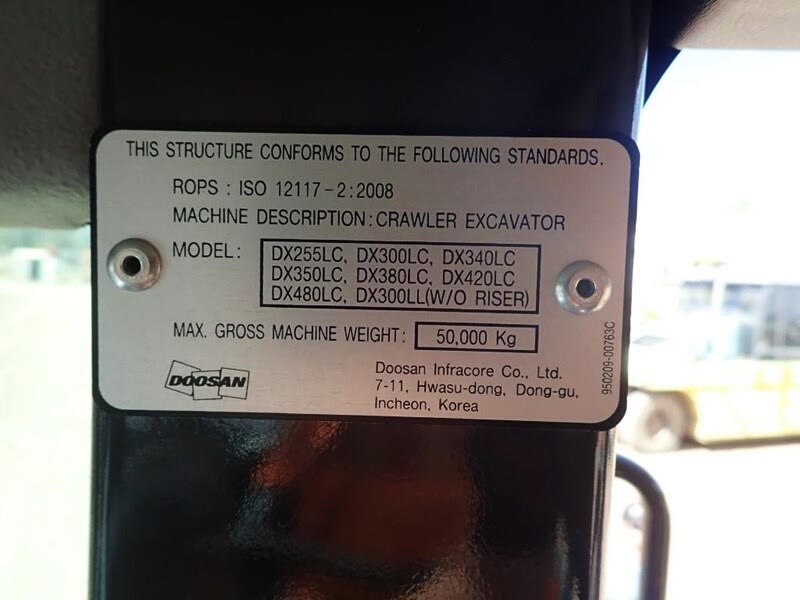 THIS STRUCTURE CONFORMS TO THE FOLLOWING STANDARDS.
ROPS : ISO 12117-2:2008
MACHINE DESCRIPTION : CRAWLER EXCAVATOR
MODEL :
DX255LC, DX300LC, DX340LC
DX350LC, DX380LC, DX420LC
DX480LC, DX300LL(W/O RISER)
MAX. GROSS MACHINE WEIGHT : 50,000 Kg
DOOSAN
Doosan Infracore Co., Ltd.
7-11, Hwasu-dong, Dong-gu,
Incheon, Korea
950209-00763C